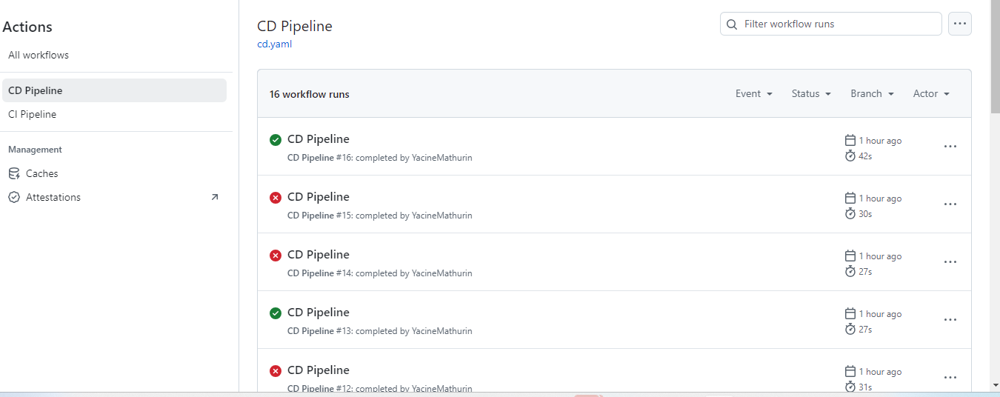 Actions
All workflows
CD Pipeline
CI Pipeline
Management
Caches
Attestations
CD Pipeline
cd.yaml
Filter workflow runs
16 workflow runs
Event
Status
Branch
Actor
CD Pipeline
CD Pipeline #16: completed by YacineMathurin
1 hour ago
42s
CD Pipeline
CD Pipeline #15: completed by YacineMathurin
1 hour ago
30s
CD Pipeline
CD Pipeline #14: completed by YacineMathurin
1 hour ago
27s
CD Pipeline
CD Pipeline #13: completed by YacineMathurin
1 hour ago
27s
CD Pipeline
CD Pipeline #12: completed by YacineMathurin
1 hour ago
31s